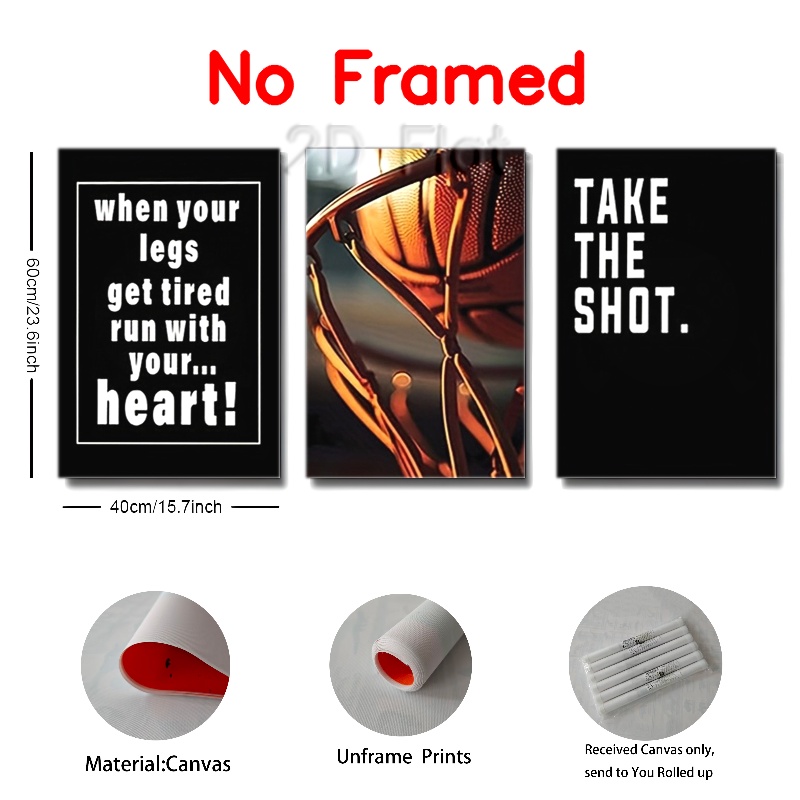 No Framed
2D Flat
when your
legs
get tired
run with
your...
heart!
TAKE
THE
SHOT.
60cm/23.6inch
40cm/15.7inch
Material:Canvas
Unframe Prints
Received Canvas only,
send to You Rolled up